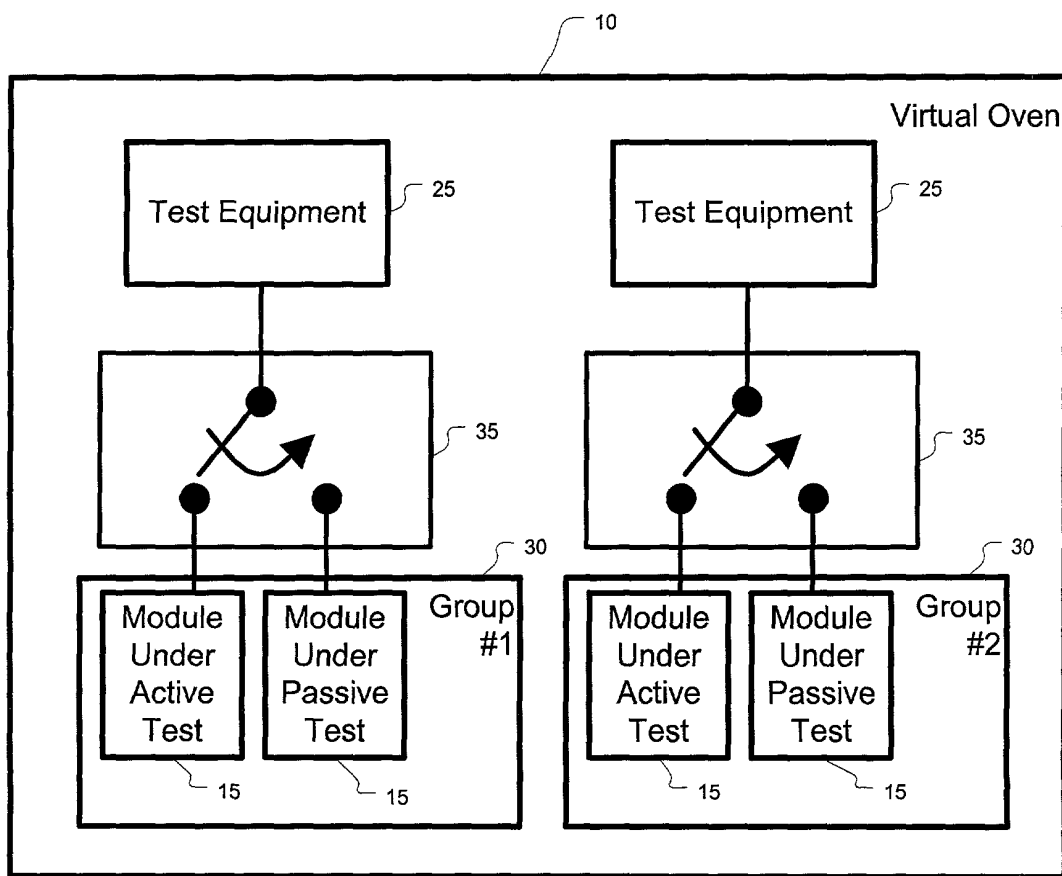 10
Virtual Oven
Test Equipment
25
Test Equipment
25
35
35
30
30
Module
Under
Active
Test
Module
Under
Passive
Test
Group
#1
Module
Under
Active
Test
Module
Under
Passive
Test
Group
#2
15
15
15
15